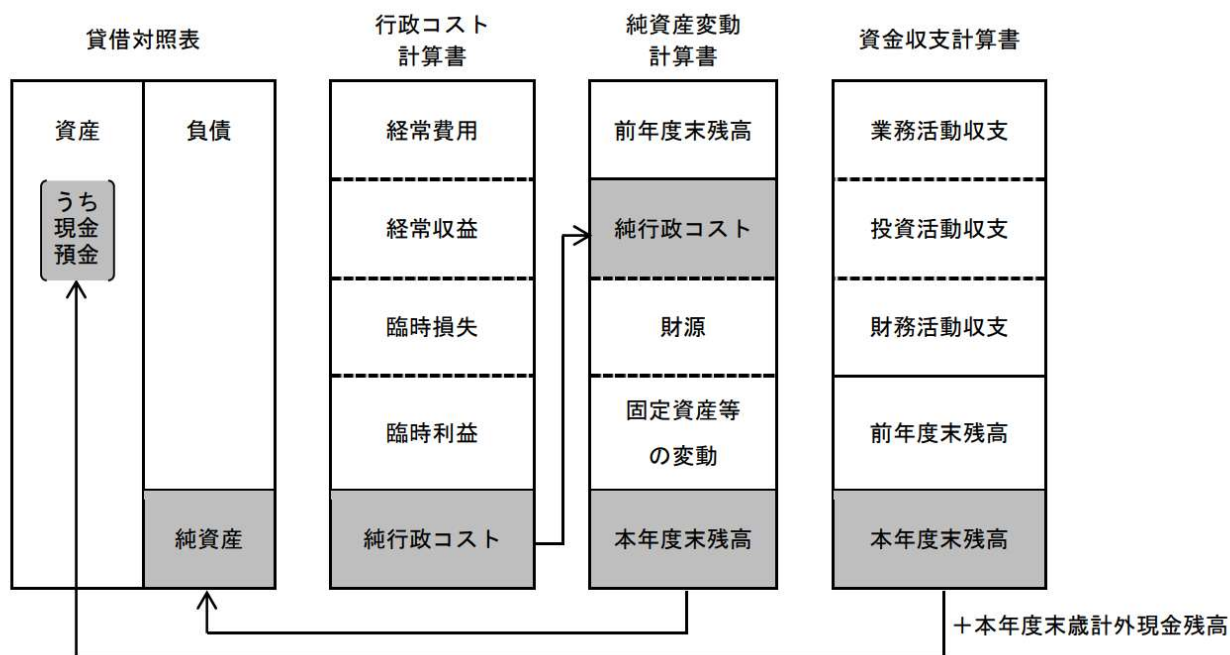 貸借対照表
資産
負債
うち
現金
預金
純資産
行政コスト
計算書
経常費用
経常収益
臨時損失
臨時利益
純行政コスト
純資産変動
計算書
前年度末残高
純行政コスト
財源
固定資産等
の変動
本年度末残高
資金収支計算書
業務活動収支
投資活動収支
財務活動収支
前年度末残高
本年度末残高
＋本年度末歳計外現金残高